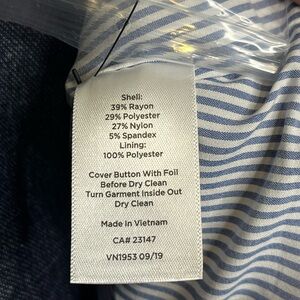 Shell:
39% Rayon
29% Polyester
27% Nylon
5% Spandex
Lining:
100% Polyester
Cover Button With Foil
Before Dry Clean
Turn Garment Inside Out
Dry Clean
Made In Vietnam
CA# 23147
VN1953 09/19